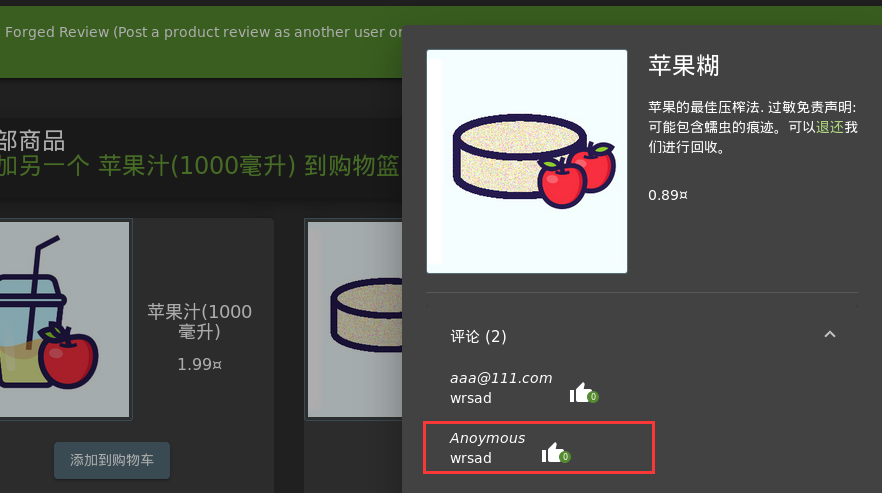 Forged Review (Post a product review as another user or
部商品
加另一个 苹果汁(1000毫升) 到购物篮
苹果汁(1000
毫升)
1.99¤
添加到购物车
苹果糊
苹果的最佳压榨法. 过敏免责声明:
可能包含蠕虫的痕迹。可以退还我
们进行回收。
0.89¤
评论 (2)
aaa@111.com
wrsad
0
Anoymous
wrsad
0